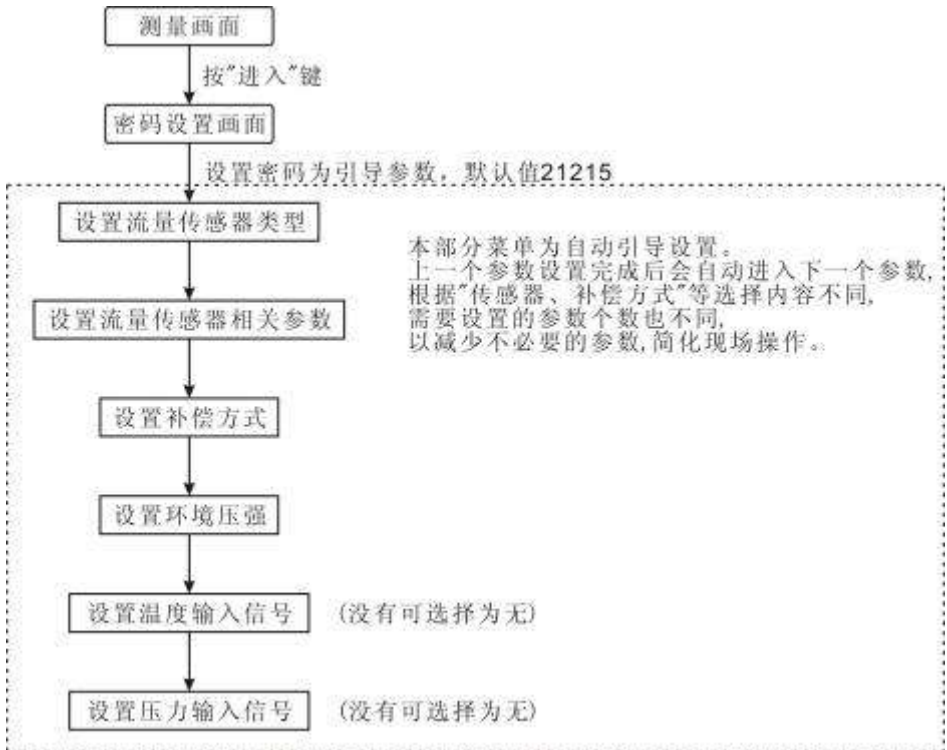 测量画面
按"进入"键
密码设置画面
设置密码为引导参数，默认值21215
设置流量传感器类型
本部分菜单为自动引导设置。
上一个参数设置完成后会自动进入下一个参数,
根据"传感器、补偿方式"等选择内容不同,
需要设置的参数个数也不同,
以减少不必要的参数,简化现场操作。
设置流量传感器相关参数
设置补偿方式
设置环境压强
设置温度输入信号 (没有可选择为无)
设置压力输入信号 (没有可选择为无)